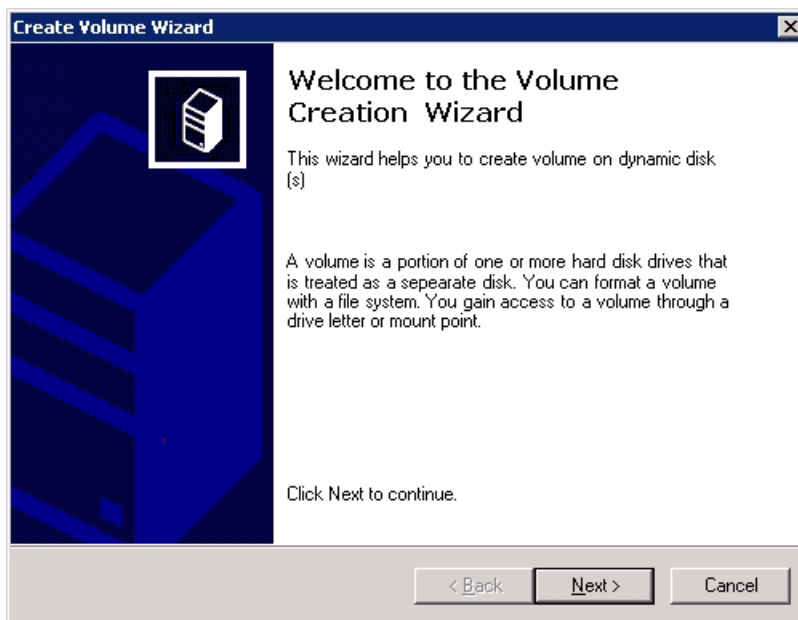 Create Volume Wizard
Welcome to the Volume
Creation Wizard
This wizard helps you to create volume on dynamic disk
(s)
A volume is a portion of one or more hard disk drives that
is treated as a sepearate disk. You can format a volume
with a file system. You gain access to a volume through a
drive letter or mount point.
Click Next to continue.
< Back
Next >
Cancel